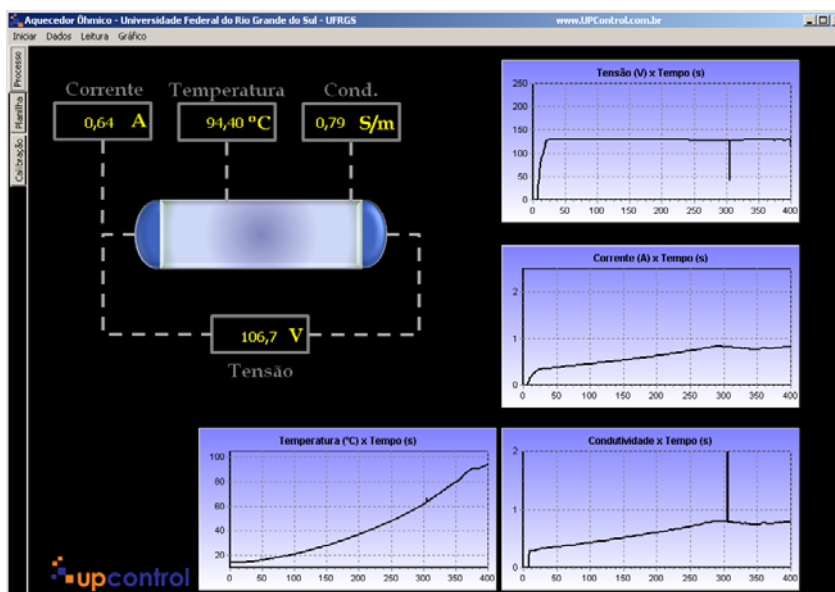 Aquecedor Ôhmico - Universidade Federal do Rio Grande do Sul - UFRGS www.UPControl.com.br
Iniciar Dados Leitura Gráfico
Processo
Planilha
Calibração
Corrente Temperatura Cond.
0,64 A 94,40 ºC 0,79 S/m
106,7 V
Tensão
Tensão (V) x Tempo (s)
250
200
150
100
50
0
0 50 100 150 200 250 300 350 400
Corrente (A) x Tempo (s)
2
1
0
0 50 100 150 200 250 300 350 400
Temperatura (ºC) x Tempo (s)
100
80
60
40
20
0 50 100 150 200 250 300 350 400
Condutividade x Tempo (s)
2
1
0
0 50 100 150 200 250 300 350 400
upcontrol